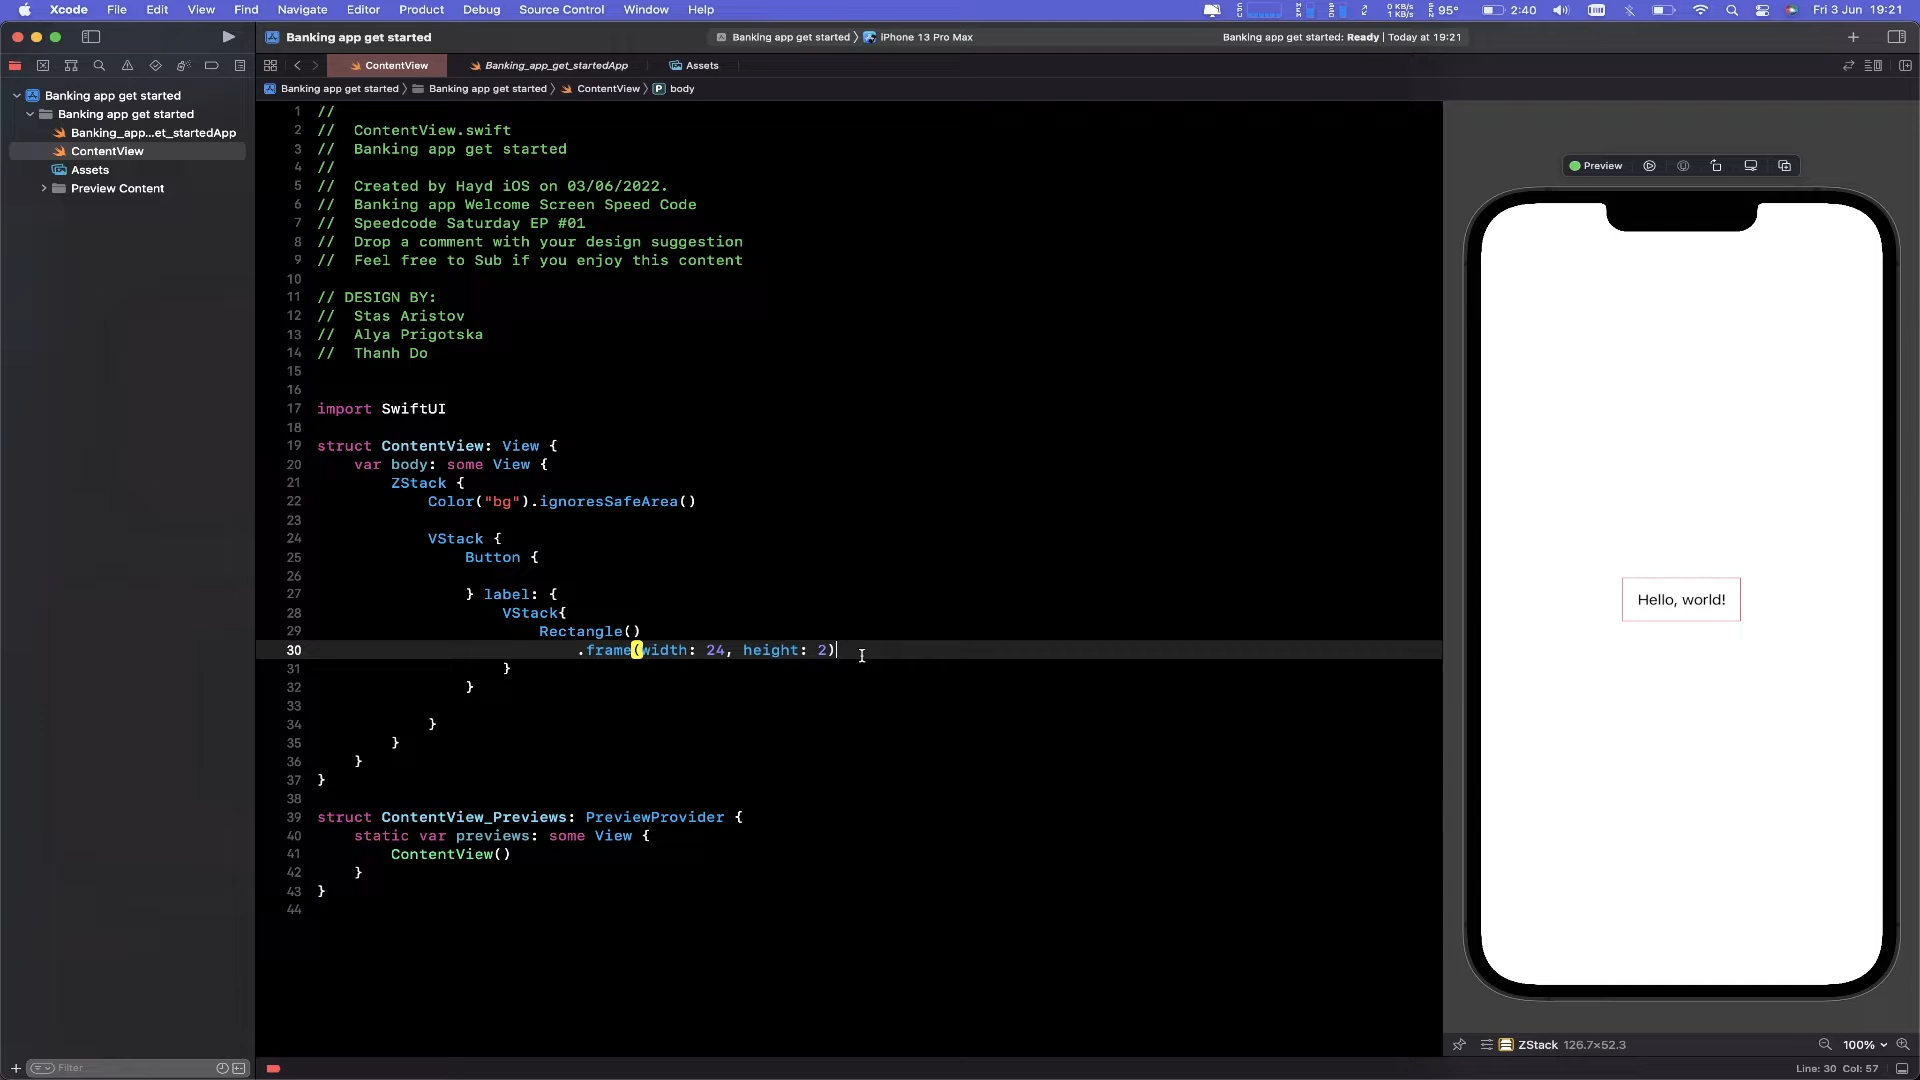 Xcode File Edit View Find Navigate Editor Product Debug Source Control Window Help 0 KB/s 1 KB/s 95° 2:40 Fri 3 Jun 19:21
Banking app get started Banking app get started iPhone 13 Pro Max Banking app get started: Ready | Today at 19:21
ContentView Banking_app_get_startedApp Assets
Banking app get started Banking app get started ContentView P body
Banking app get started
Banking app get started
Banking_app...et_startedApp
ContentView
Assets
Preview Content
Filter
1 //
2 // ContentView.swift
3 // Banking app get started
4 //
5 // Created by Hayd iOS on 03/06/2022.
6 // Banking app Welcome Screen Speed Code
7 // Speedcode Saturday EP #01
8 // Drop a comment with your design suggestion
9 // Feel free to Sub if you enjoy this content
10
11 // DESIGN BY:
12 // Stas Aristov
13 // Alya Prigotska
14 // Thanh Do
15
16
17 import SwiftUI
18
19 struct ContentView: View {
20 var body: some View {
21 ZStack {
22 Color("bg").ignoresSafeArea()
23
24 VStack {
25 Button {
26
27 } label: {
28 VStack{
29 Rectangle()
30 .frame(width: 24, height: 2)
31 }
32 }
33
34 }
35 }
36 }
37 }
38
39 struct ContentView_Previews: PreviewProvider {
40 static var previews: some View {
41 ContentView()
42 }
43 }
44
Preview
Hello, world!
ZStack 126.7×52.3 100%
Line: 30 Col: 57